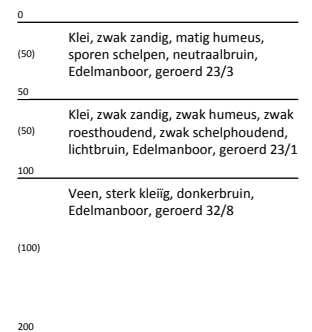 0
Klei, zwak zandig, matig humeus,
(50) sporen schelpen, neutraalbruin,
Edelmanboor, geroerd 23/3
50
Klei, zwak zandig, zwak humeus, zwak
(50) roesthoudend, zwak schelphoudend,
lichtbruin, Edelmanboor, geroerd 23/1
100
Veen, sterk kleiïg, donkerbruin,
Edelmanboor, geroerd 32/8
(100)
200